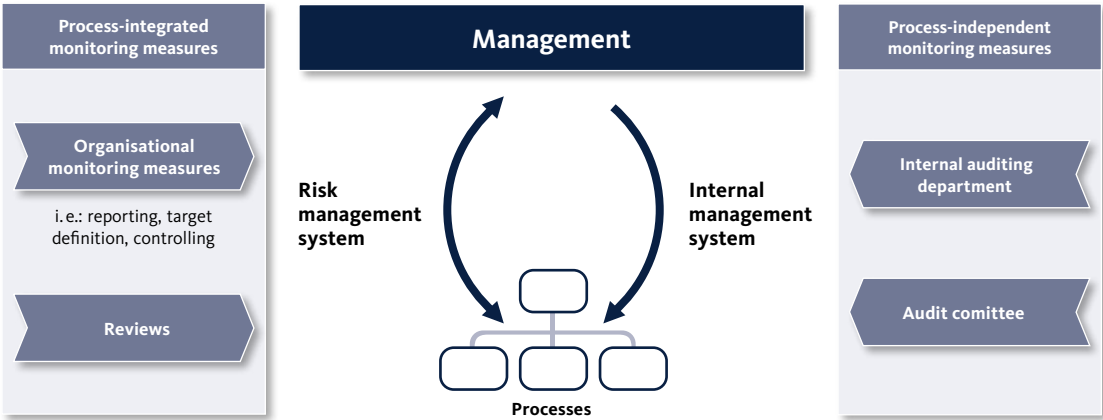 Process-integrated
monitoring measures
Organisational
monitoring measures
i. e.: reporting, target
definition, controlling
Reviews
Management
Risk
management
system
Internal
management
system
Processes
Process-independent
monitoring measures
Internal auditing
department
Audit comittee